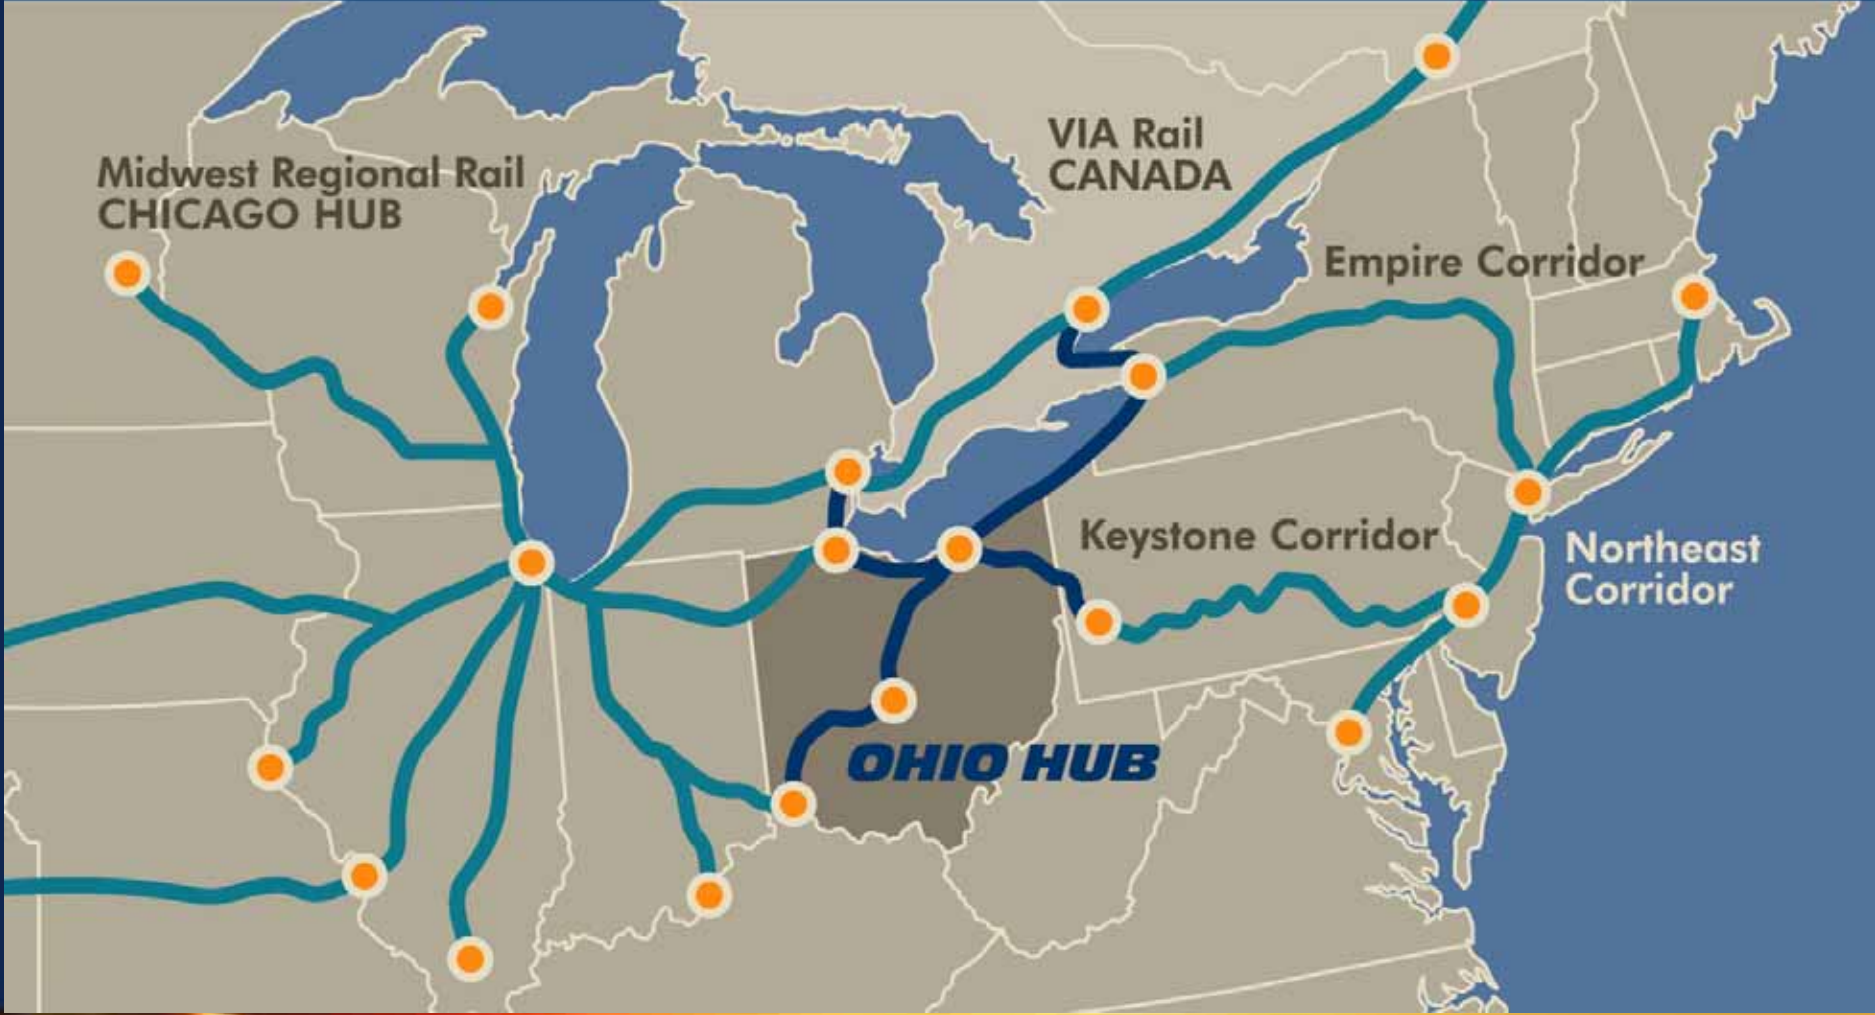 Midwest Regional Rail
CHICAGO HUB
VIA Rail
CANADA
Empire Corridor
Keystone Corridor
Northeast
Corridor
OHIO HUB